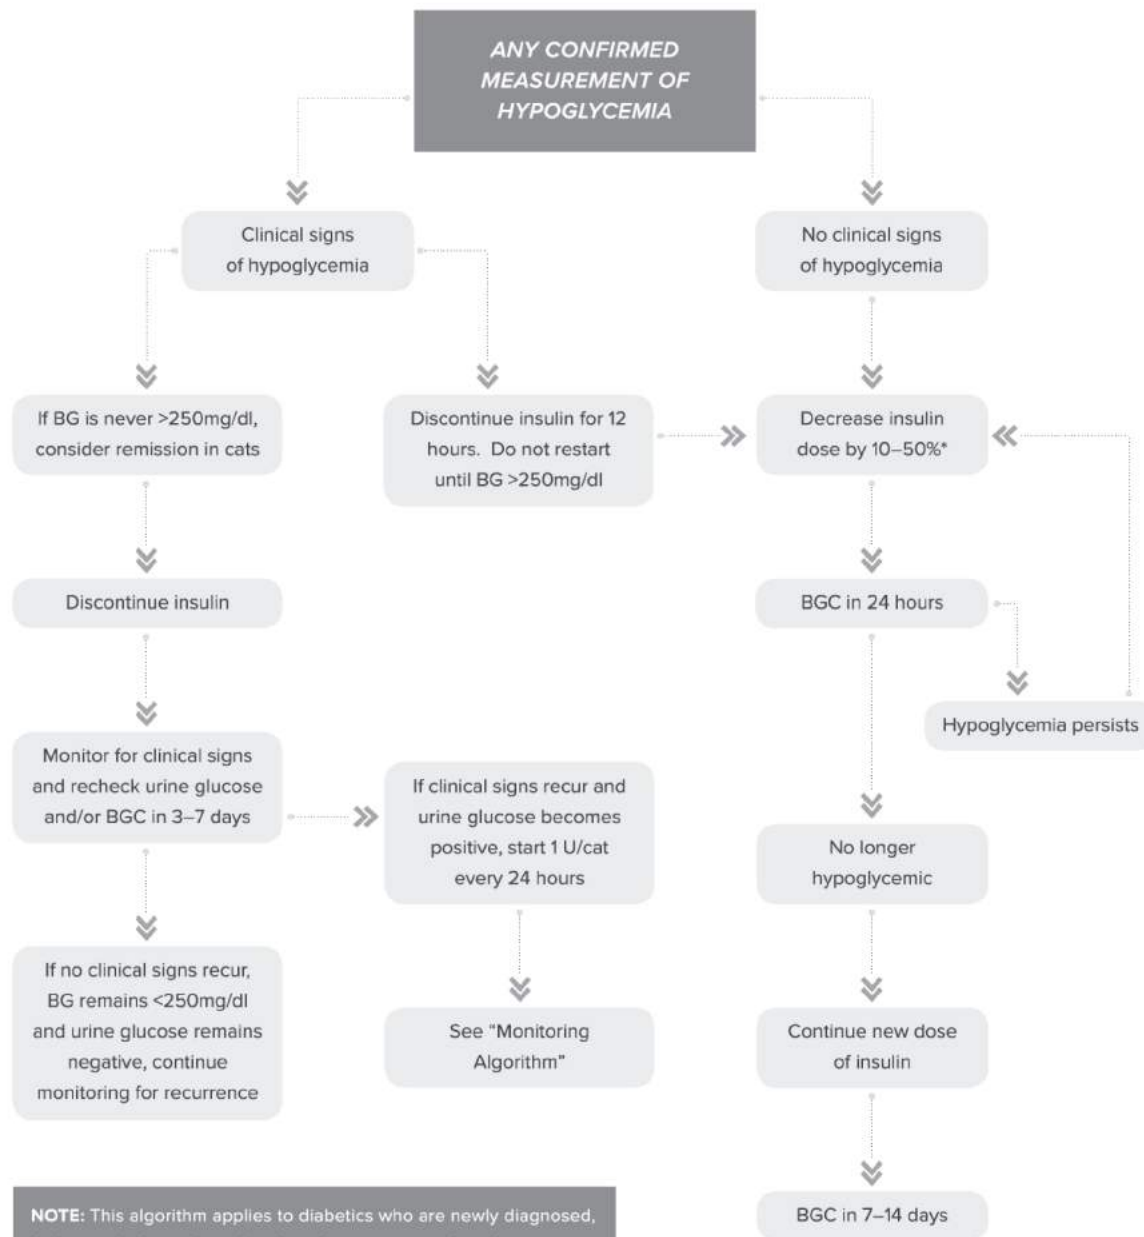 ANY CONFIRMED
MEASUREMENT OF
HYPOGLYCEMIA
Clinical signs
of hypoglycemia
No clinical signs
of hypoglycemia
If BG is never >250mg/dl,
consider remission in cats
Discontinue insulin for 12
hours. Do not restart
until BG >250mg/dl
Decrease insulin
dose by 10–50%*
Discontinue insulin
BGC in 24 hours
Hypoglycemia persists
Monitor for clinical signs
and recheck urine glucose
and/or BGC in 3–7 days
If clinical signs recur and
urine glucose becomes
positive, start 1 U/cat
every 24 hours
No longer
hypoglycemic
If no clinical signs recur,
BG remains <250mg/dl
and urine glucose remains
negative, continue
monitoring for recurrence
See “Monitoring
Algorithm”
Continue new dose
of insulin
NOTE: This algorithm applies to diabetics who are newly diagnosed,
BGC in 7–14 days